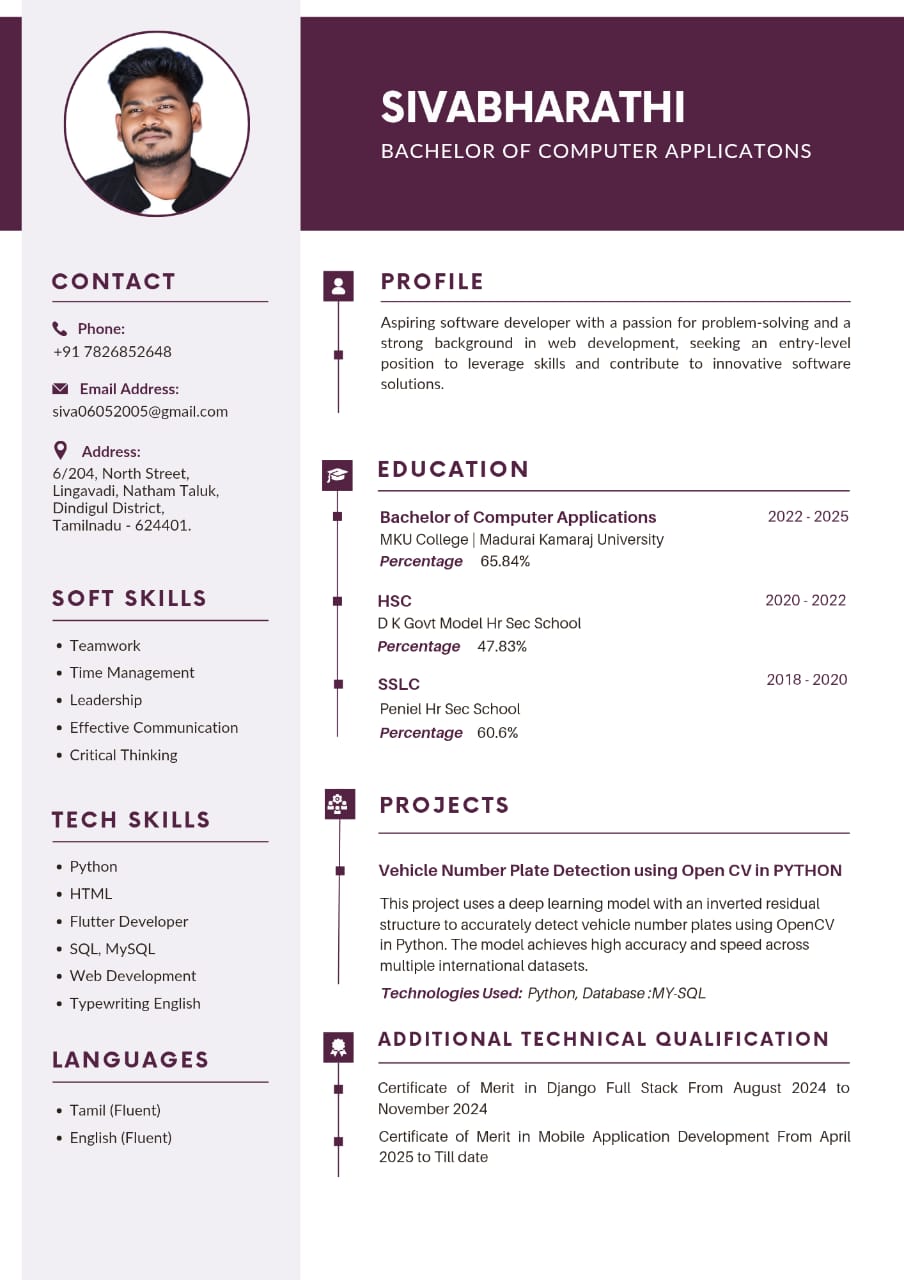 SIVABHARATHI
BACHELOR OF COMPUTER APPLICATONS
CONTACT
Phone:
+91 7826852648
Email Address:
siva06052005@gmail.com
Address:
6/204, North Street,
Lingavadi, Natham Taluk,
Dindigul District,
Tamilnadu - 624401.
SOFT SKILLS
• Teamwork
• Time Management
• Leadership
• Effective Communication
• Critical Thinking
TECH SKILLS
• Python
• HTML
• Flutter Developer
• SQL, MySQL
• Web Development
• Typewriting English
LANGUAGES
• Tamil (Fluent)
• English (Fluent)
PROFILE
Aspiring software developer with a passion for problem-solving and a
strong background in web development, seeking an entry-level
position to leverage skills and contribute to innovative software
solutions.
EDUCATION
Bachelor of Computer Applications 2022 - 2025
MKU College | Madurai Kamaraj University
Percentage 65.84%
HSC 2020 - 2022
D K Govt Model Hr Sec School
Percentage 47.83%
SSLC 2018 - 2020
Peniel Hr Sec School
Percentage 60.6%
PROJECTS
Vehicle Number Plate Detection using Open CV in PYTHON
This project uses a deep learning model with an inverted residual
structure to accurately detect vehicle number plates using OpenCV
in Python. The model achieves high accuracy and speed across
multiple international datasets.
Technologies Used: Python, Database :MY-SQL
ADDITIONAL TECHNICAL QUALIFICATION
Certificate of Merit in Django Full Stack From August 2024 to
November 2024
Certificate of Merit in Mobile Application Development From April
2025 to Till date